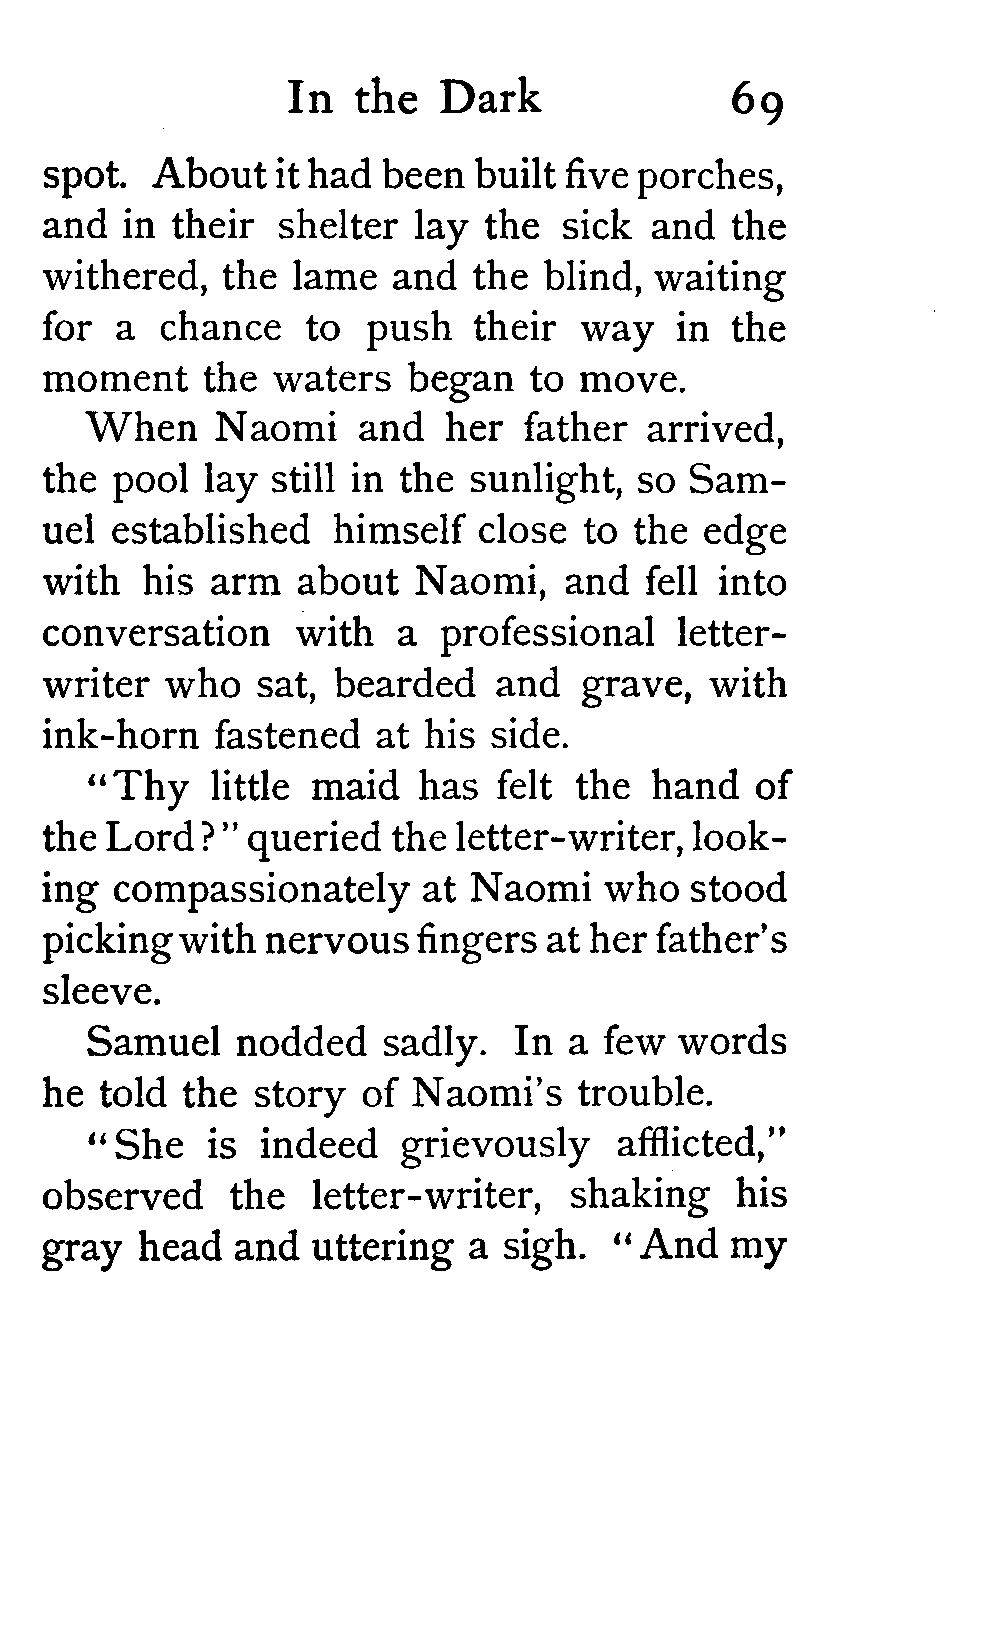 In the Dark 69
spot. About it had been built five porches,
and in their shelter lay the sick and the
withered, the lame and the blind, waiting
for a chance to push their way in the
moment the waters began to move.
When Naomi and her father arrived,
the pool lay still in the sunlight, so Sam-
uel established himself close to the edge
with his arm about Naomi, and fell into
conversation with a professional letter-
writer who sat, bearded and grave, with
ink-horn fastened at his side.
"Thy little maid has felt the hand of
the Lord?" queried the letter-writer, look-
ing compassionately at Naomi who stood
picking with nervous fingers at her father's
sleeve.
Samuel nodded sadly. In a few words
he told the story of Naomi's trouble.
"She is indeed grievously afflicted,"
observed the letter-writer, shaking his
gray head and uttering a sigh. "And my